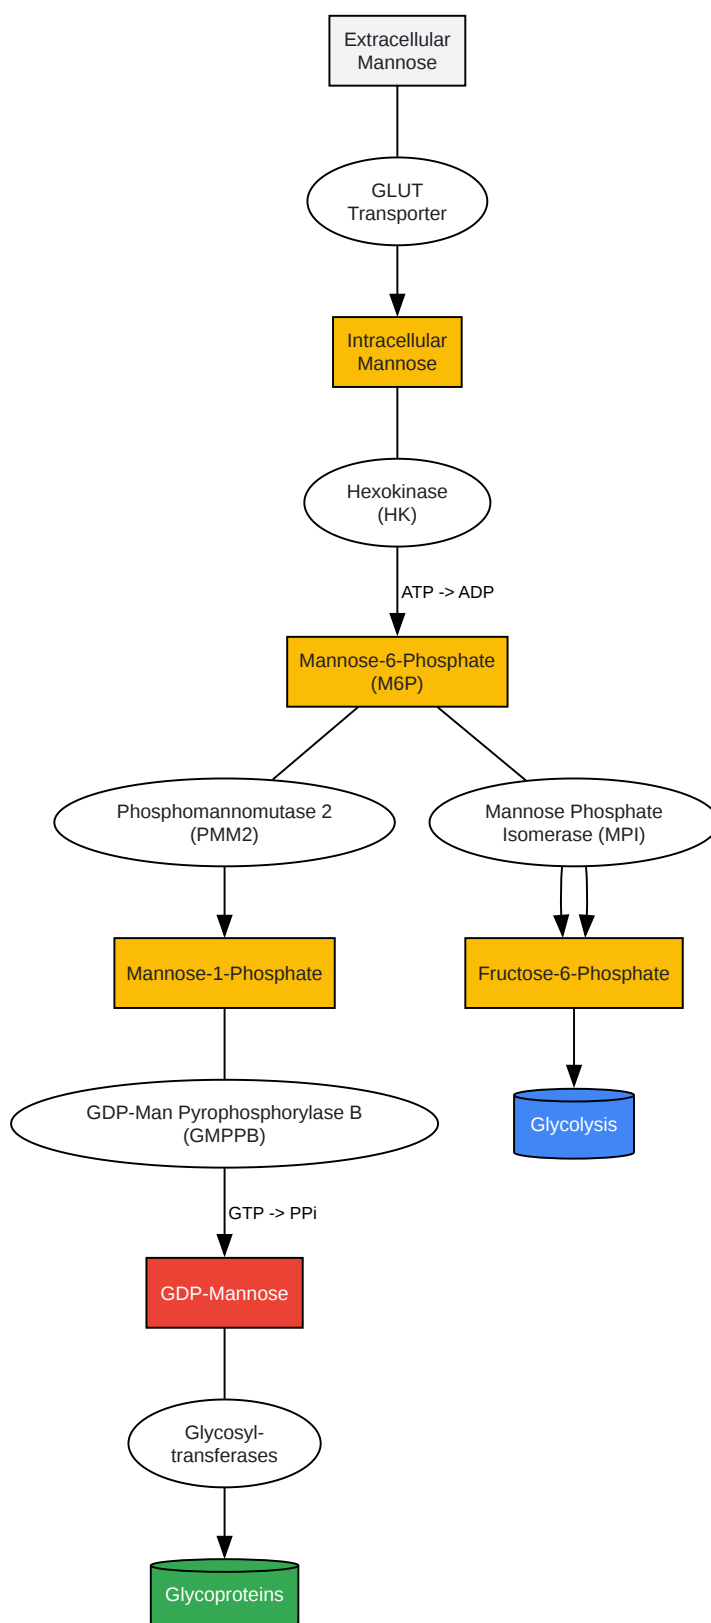 Extracellular
Mannose
GLUT
Transporter
Intracellular
Mannose
Hexokinase
(HK)
ATP -> ADP
Mannose-6-Phosphate
(M6P)
Phosphomannomutase 2
(PMM2)
Mannose Phosphate
Isomerase (MPI)
Mannose-1-Phosphate
Fructose-6-Phosphate
GDP-Man Pyrophosphorylase B
(GMPPB)
Glycolysis
GTP -> PPi
GDP-Mannose
Glycosyl-
transferases
Glycoproteins